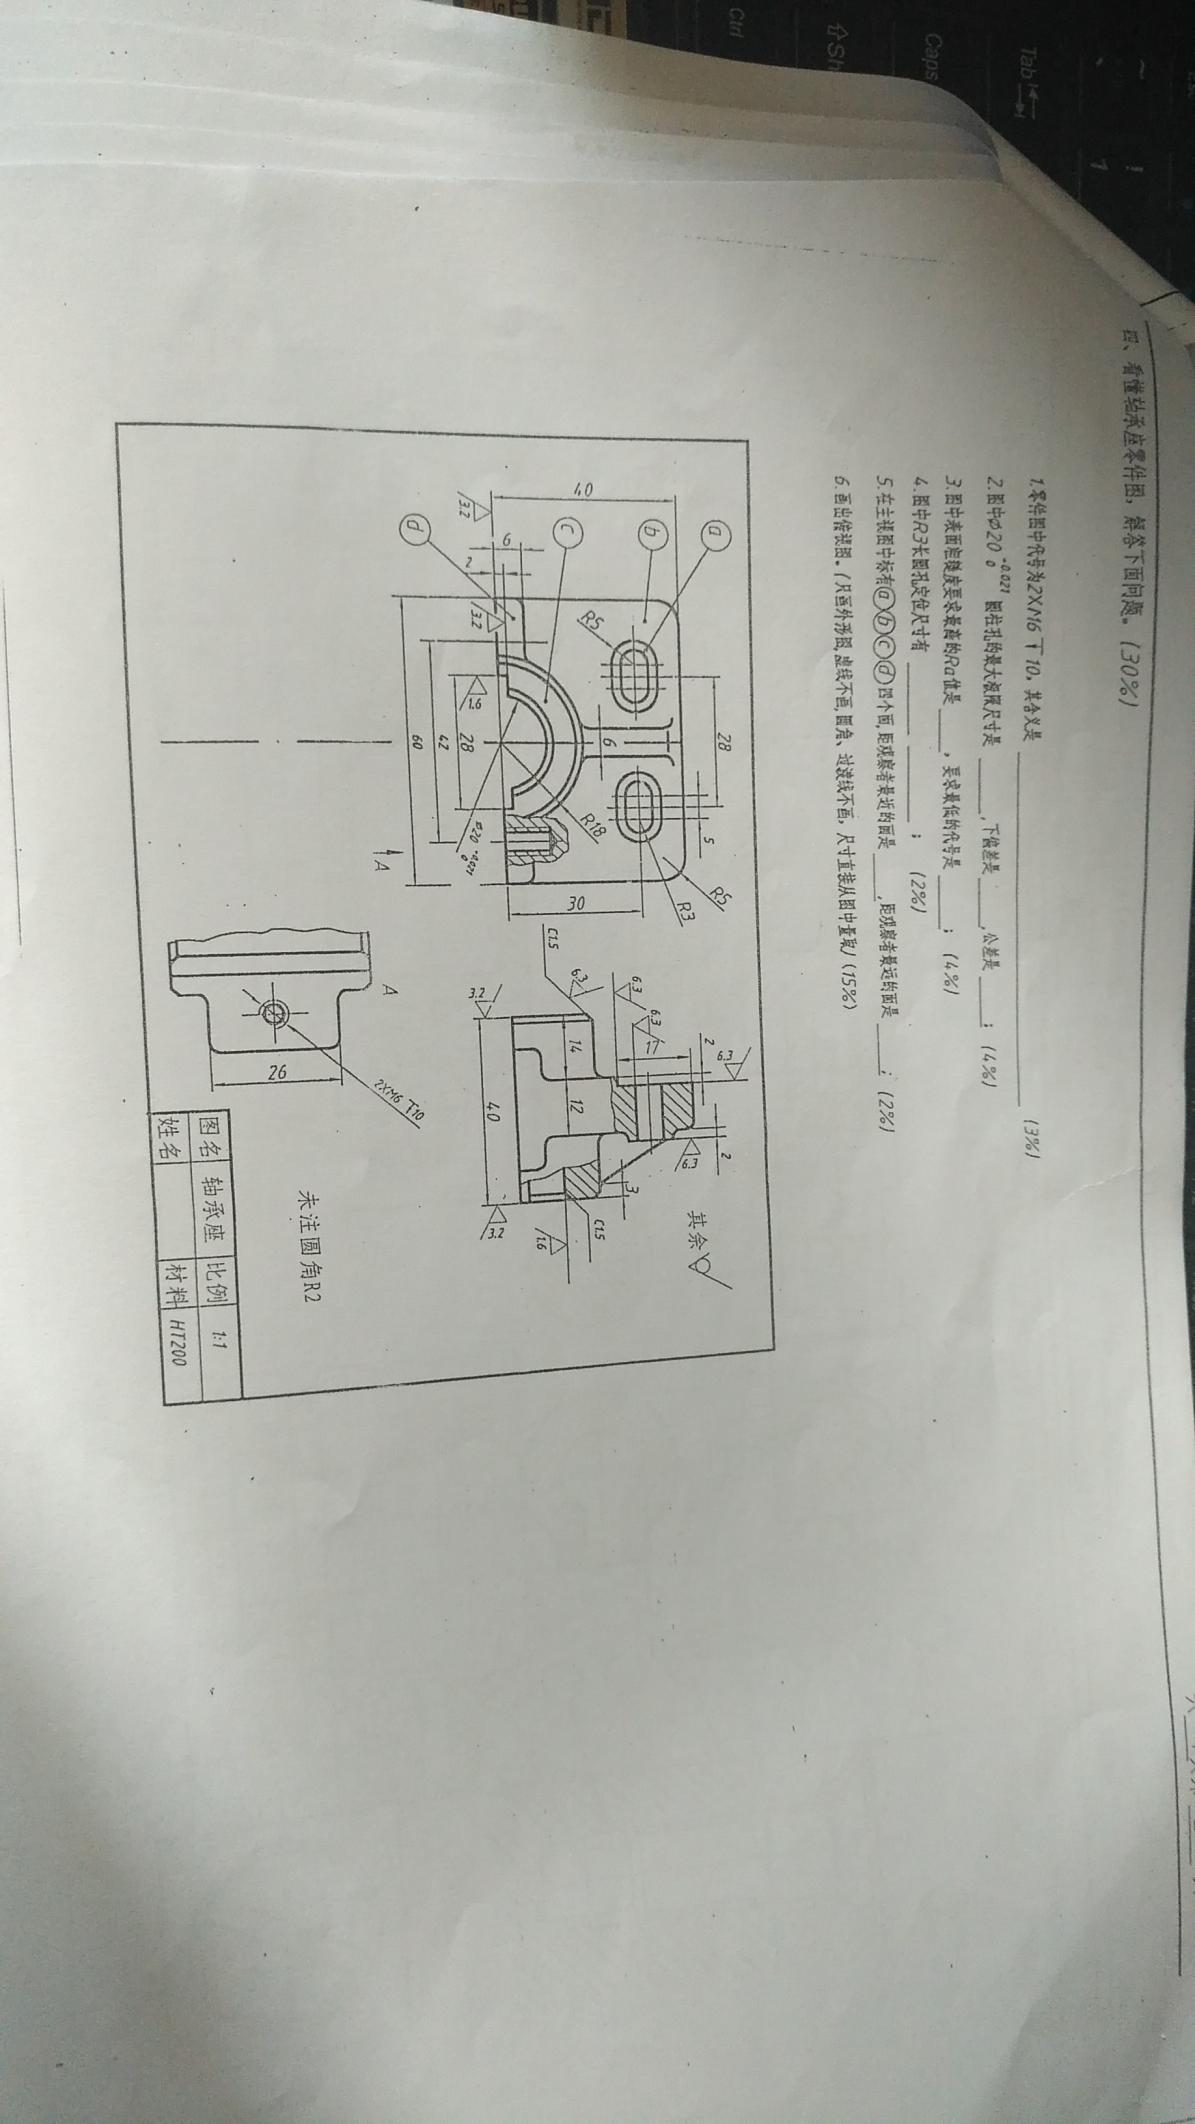 四、看懂轴承座零件图，解答下面问题。(30%)
1.零件图中代号为2XM6 ↧10，其含义是 (3%)
2.图中Φ20 -0.021 0 圆柱孔的最大极限尺寸是 ，下偏差是 ，公差是 ； (4%)
3.图中表面粗糙度要求最高的Ra值是 ，要求最低的代号是 ； (4%)
4.图中R3长圆孔定位尺寸有 ； (2%)
5.在主视图中标有ⓐⓑⓒⓓ四个面，距观察者最近的面是 ，距观察者最远的面是 ； (2%)
6.画出俯视图。(只画外形图，虚线不画，圆角、过渡线不画，尺寸直接从图中量取) (15%)
40
a
b
c
d
3.2
6
2
3.2
R5
28
6
5
R5
R3
R18
30
1.6
28
42
60
Φ20 -0.021 0
A
C1.5
6.3
6.3
6.3
17
2
6.3
6.3
2
3.2
14
12
3
40
3.2
1.6
C1.5
其余
A
26
2XM6 ↧10
未注圆角R2
图名 轴承座 比例 1:1
姓名 材料 HT200
Tab
Caps
Sh
Ctrl
~
!
1